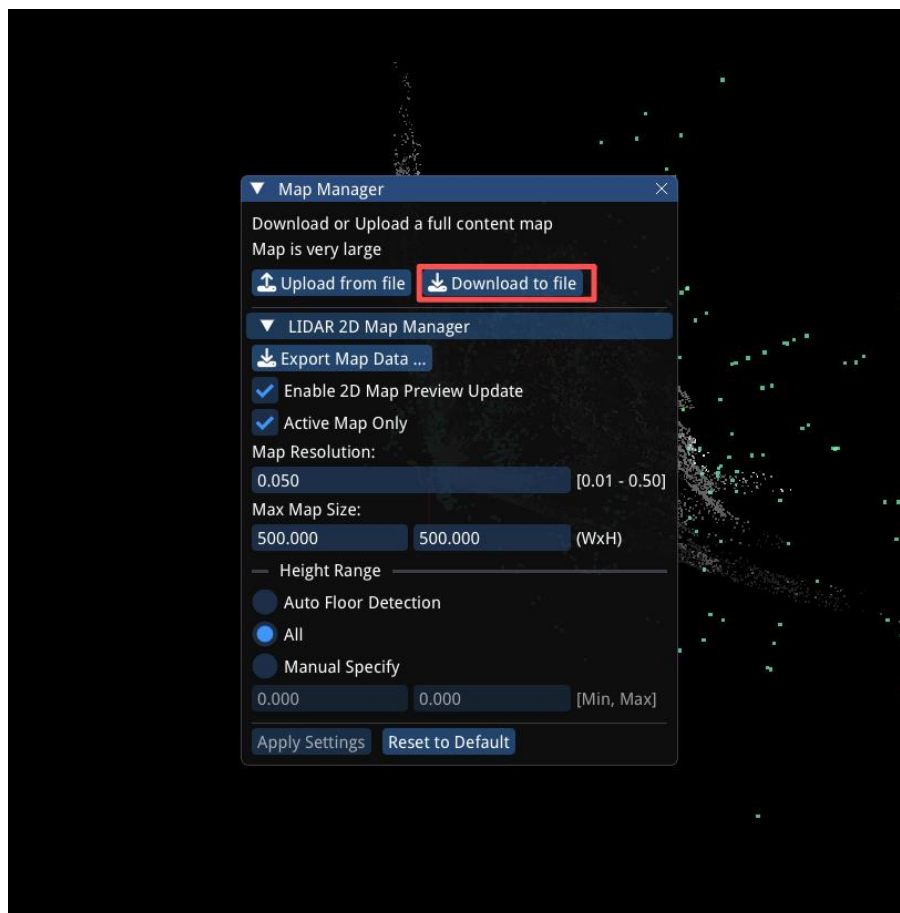 Map Manager
Download or Upload a full content map
Map is very large
Upload from file Download to file
LIDAR 2D Map Manager
Export Map Data ...
Enable 2D Map Preview Update
Active Map Only
Map Resolution:
0.050 [0.01 - 0.50]
Max Map Size:
500.000 500.000 (WxH)
Height Range
Auto Floor Detection
All
Manual Specify
0.000 0.000 [Min, Max]
Apply Settings Reset to Default